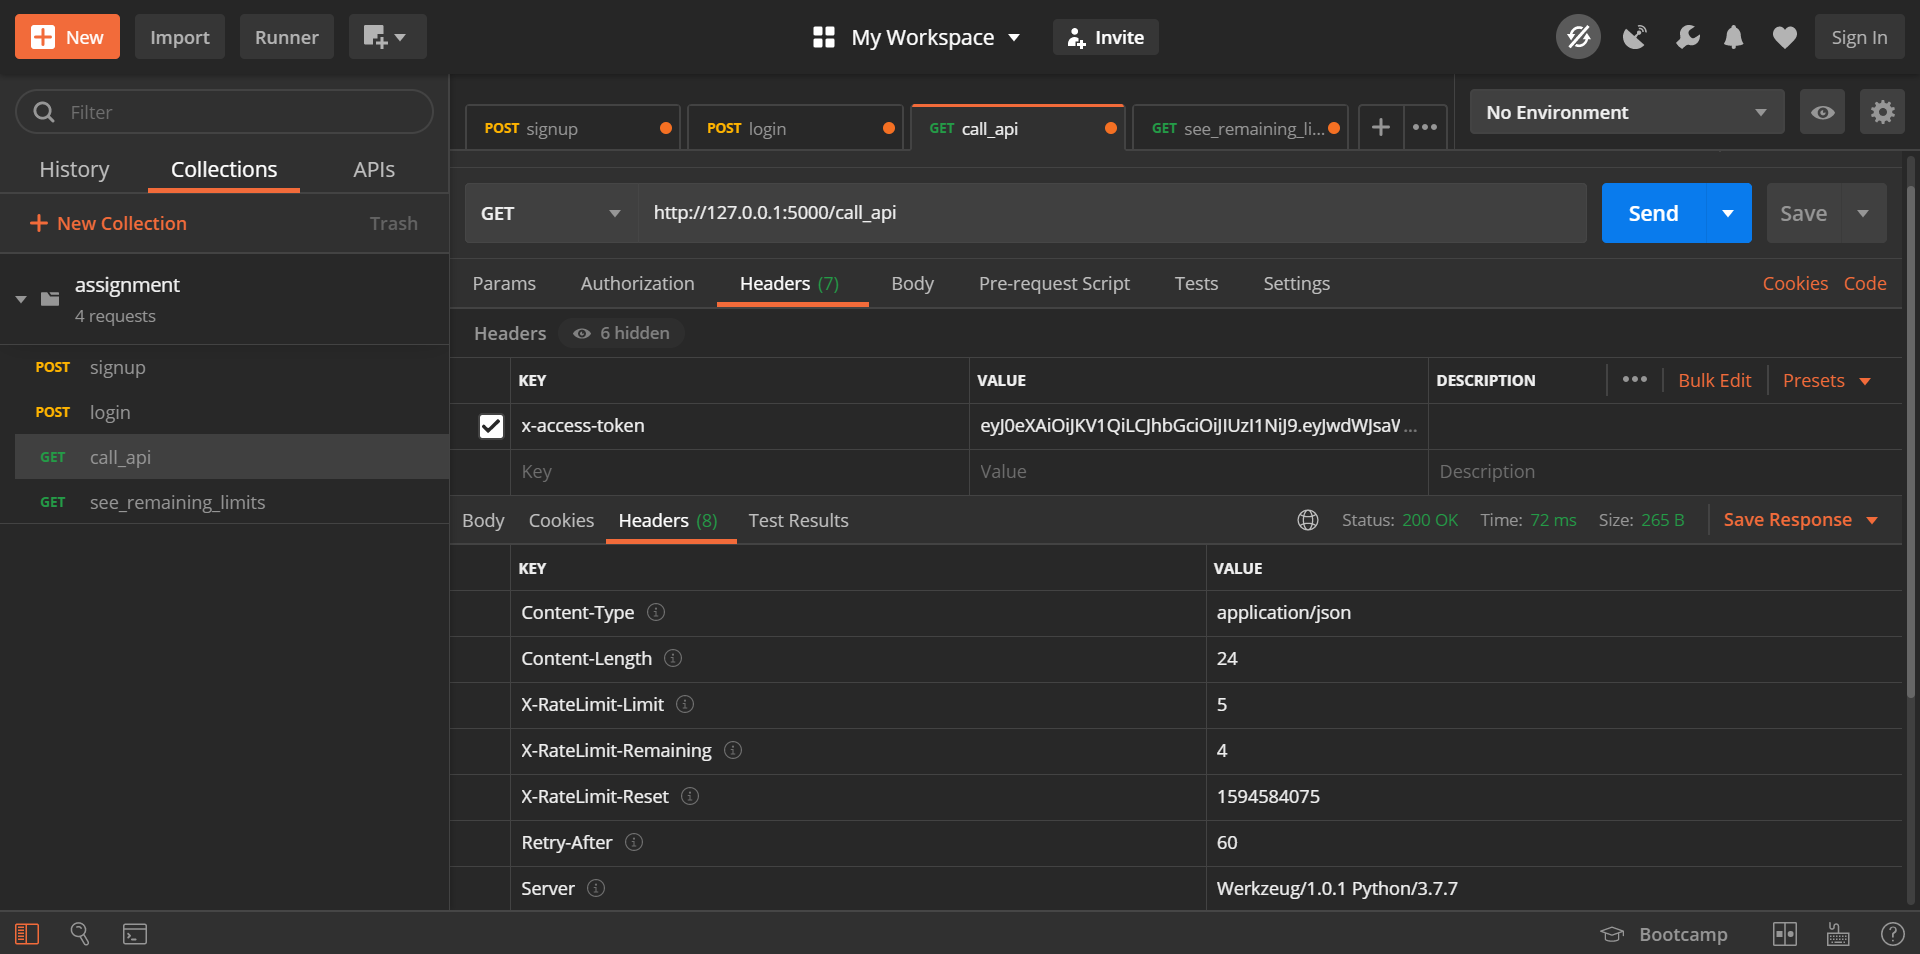 New
Import
Runner
My Workspace
Invite
Sign In
Filter
History
Collections
APIs
New Collection
Trash
assignment
4 requests
POST signup
POST login
GET call_api
GET see_remaining_limits
POST signup
POST login
GET call_api
GET see_remaining_li...
No Environment
GET
http://127.0.0.1:5000/call_api
Send
Save
Params
Authorization
Headers (7)
Body
Pre-request Script
Tests
Settings
Cookies
Code
Headers
6 hidden
KEY VALUE DESCRIPTION
Bulk Edit
Presets
x-access-token eyJ0eXAiOiJKV1QiLCJhbGciOiJIUzI1NiJ9.eyJwdWJsaW ...
Key Value Description
Body
Cookies
Headers (8)
Test Results
Status: 200 OK
Time: 72 ms
Size: 265 B
Save Response
KEY VALUE
Content-Type application/json
Content-Length 24
X-RateLimit-Limit 5
X-RateLimit-Remaining 4
X-RateLimit-Reset 1594584075
Retry-After 60
Server Werkzeug/1.0.1 Python/3.7.7
Bootcamp